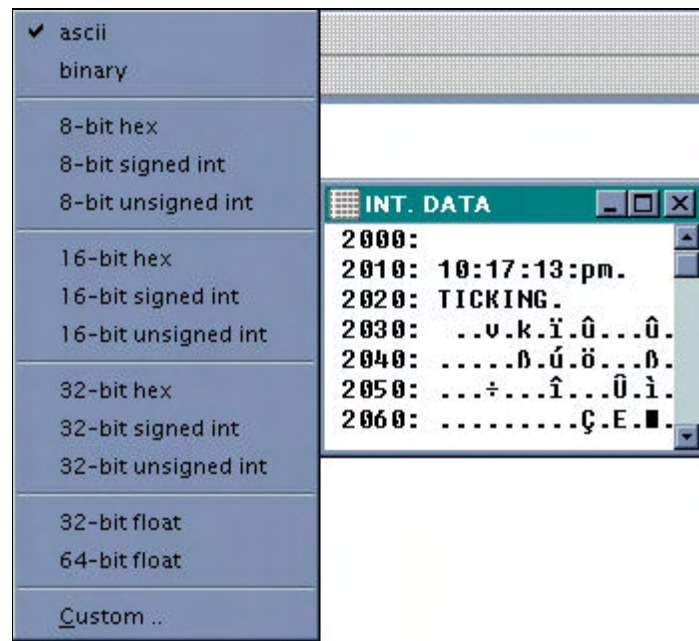 ascii
binary
8-bit hex
8-bit signed int
8-bit unsigned int
16-bit hex
16-bit signed int
16-bit unsigned int
32-bit hex
32-bit signed int
32-bit unsigned int
32-bit float
64-bit float
Custom ..
INT. DATA
2000:
2010: 10:17:13:pm.
2020: TICKING.
2030: ..v.k.ï.Û...û.
2040: .....ß.ú.ö...ß.
2050: ...÷...î...Û.ì.
2060: .........Ç.E.■.